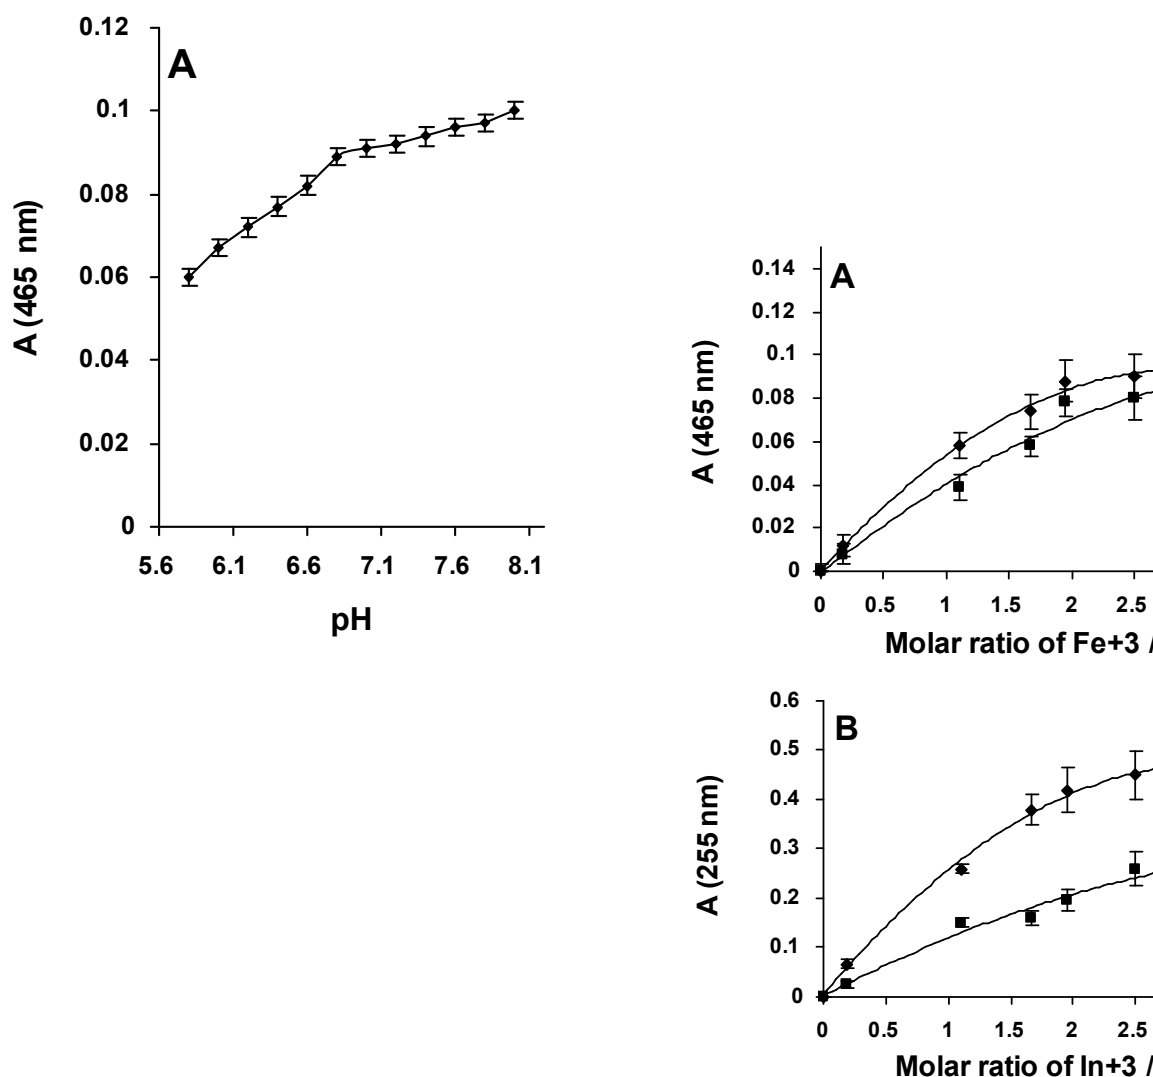 A
0.12
0.1
0.08
0.06
0.04
0.02
0
A (465 nm)
5.6 6.1 6.6 7.1 7.6 8.1
pH
A
0.14
0.12
0.1
0.08
0.06
0.04
0.02
0
A (465 nm)
0 0.5 1 1.5 2 2.5
Molar ratio of Fe+3 /
B
0.6
0.5
0.4
0.3
0.2
0.1
0
A (255 nm)
0 0.5 1 1.5 2 2.5
Molar ratio of In+3 /